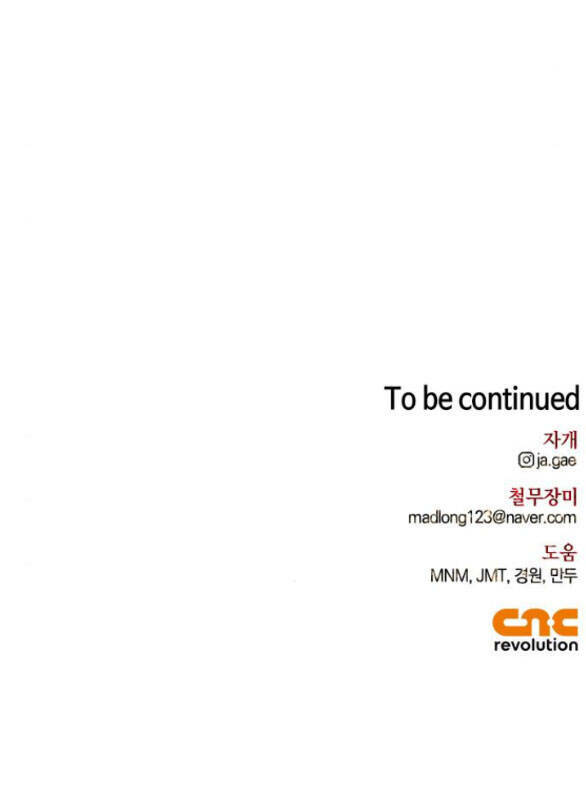 To be continued
자개
ja.gae
철무장미
madlong123@naver.com
도움
MNM, JMT, 경원, 만두
cnc
revolution